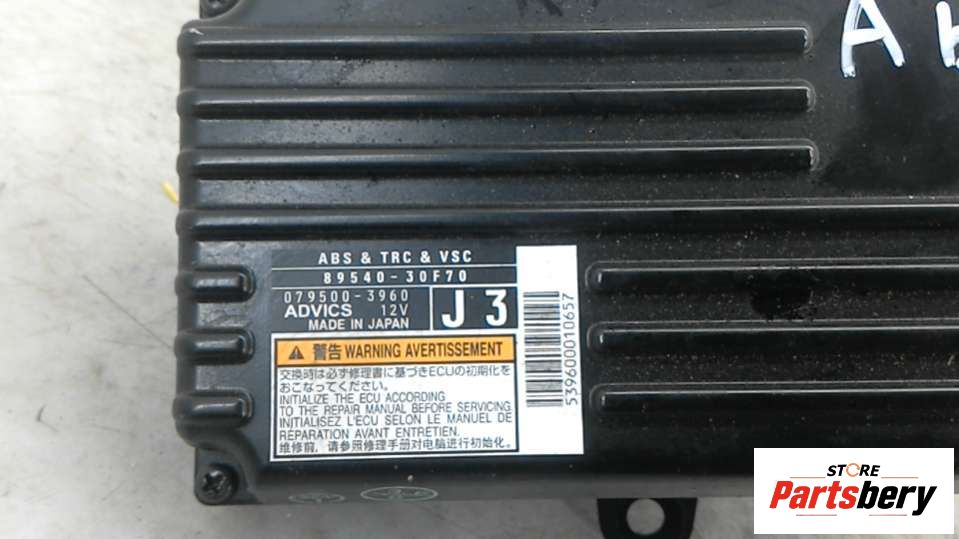 A
ABS & TRC & VSC
89540-30F70
079500-3960
ADVICS 12V
MADE IN JAPAN
J 3
5396000010657
警告 WARNING AVERTISSEMENT
交換時は必ず修理書に基づきECUの初期化を
おこなってください。
INITIALIZE THE ECU ACCORDING
TO THE REPAIR MANUAL BEFORE SERVICING.
INITIALISEZ L'ECU SELON LE MANUEL DE
RÉPARATION AVANT ENTRETIEN.
维修前，请参照修理手册对电脑进行初始化。
STORE
Partsbery